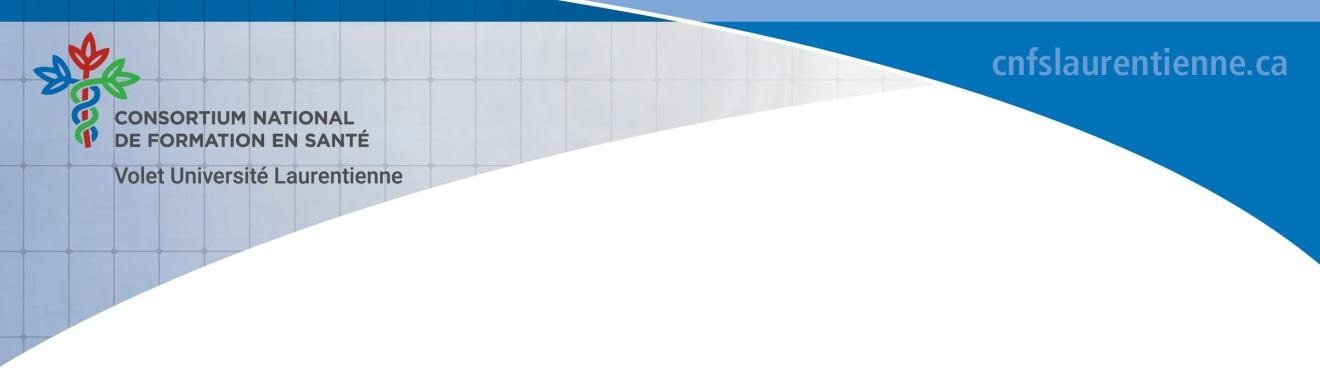 cnfslaurentienne.ca
CONSORTIUM NATIONAL
DE FORMATION EN SANTÉ
Volet Université Laurentienne